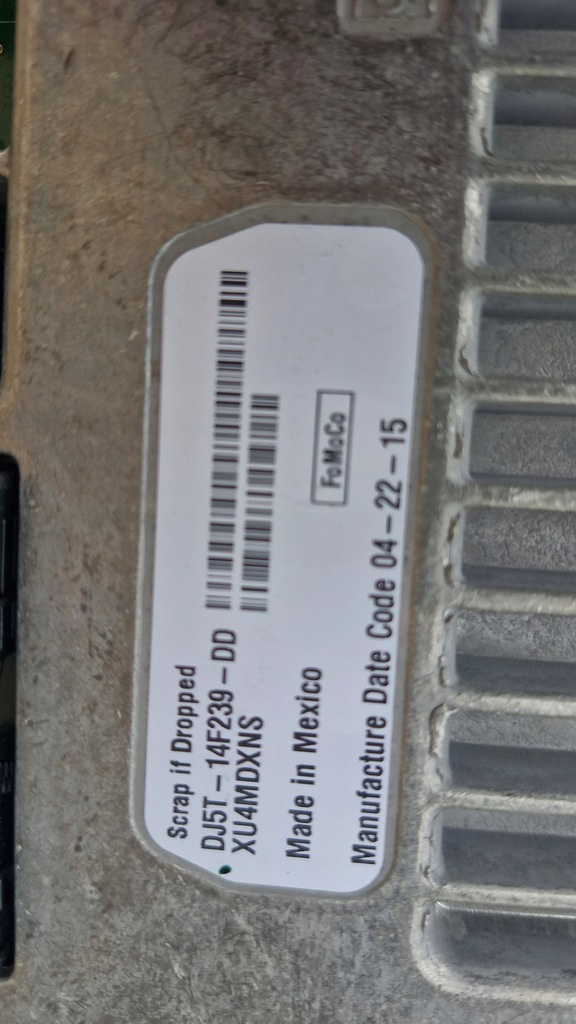 Scrap if Dropped
DJ5T-14F239-DD
XU4MDXNS
Made in Mexico
FoMoCo
Manufacture Date Code 04-22-15